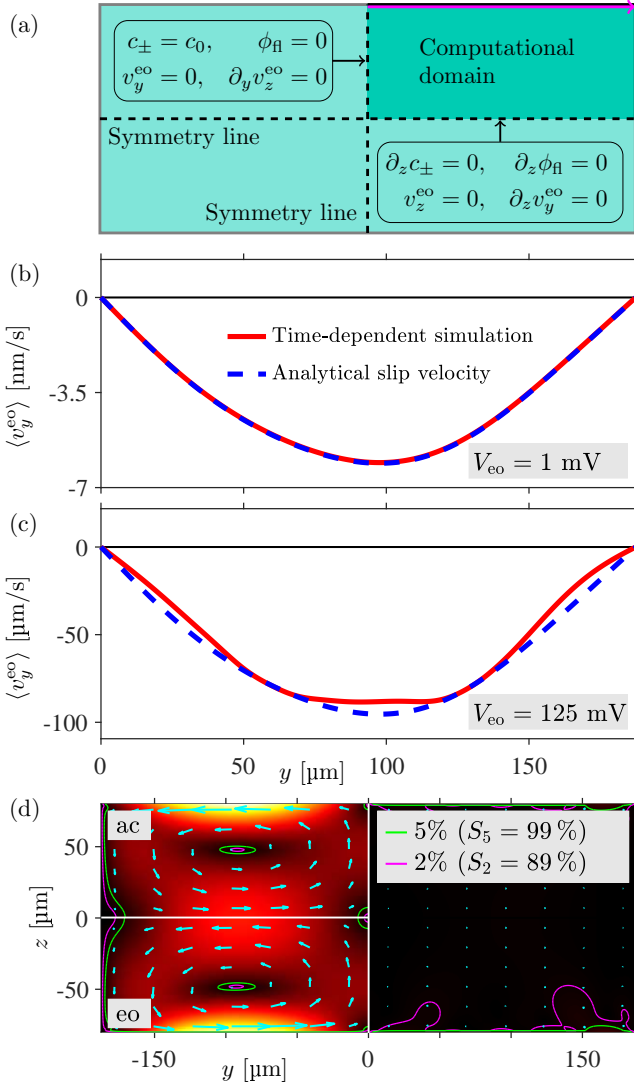 (a)
c± = c₀, ϕ_fl = 0
v_y^eo = 0, ∂_y v_z^eo = 0
Computational
domain
Symmetry line
Symmetry line
∂_z c± = 0, ∂_z ϕ_fl = 0
v_z^eo = 0, ∂_z v_y^eo = 0
(b)
0
-3.5
-7
⟨v_y^eo⟩ [nm/s]
Time-dependent simulation
Analytical slip velocity
V_eo = 1 mV
(c)
0
-50
-100
⟨v_y^eo⟩ [µm/s]
V_eo = 125 mV
0 50 100 150
y [µm]
(d)
ac
eo
5% (S₅ = 99 %)
2% (S₂ = 89 %)
50
0
-50
z [µm]
-150 0 150
y [µm]